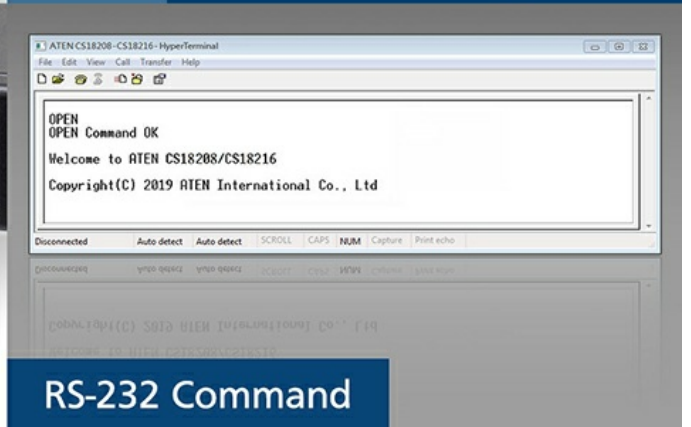 ATEN CS18208-CS18216- HyperTerminal
File Edit View Call Transfer Help
OPEN
OPEN Command OK
Welcome to ATEN CS18208/CS18216
Copyright(C) 2019 ATEN International Co., Ltd
Disconnected Auto detect Auto detect SCROLL CAPS NUM Capture Print echo
RS-232 Command